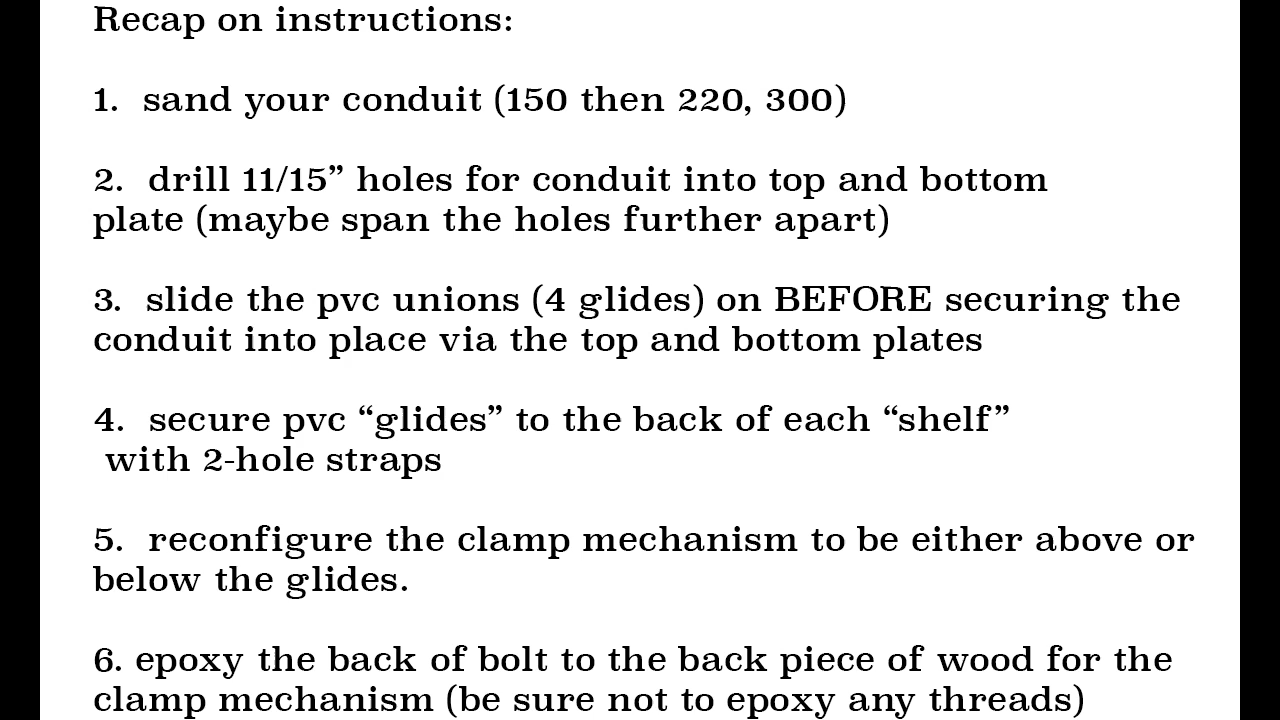 Recap on instructions:
1. sand your conduit (150 then 220, 300)
2. drill 11/15” holes for conduit into top and bottom
plate (maybe span the holes further apart)
3. slide the pvc unions (4 glides) on BEFORE securing the
conduit into place via the top and bottom plates
4. secure pvc “glides” to the back of each “shelf”
with 2-hole straps
5. reconfigure the clamp mechanism to be either above or
below the glides.
6. epoxy the back of bolt to the back piece of wood for the
clamp mechanism (be sure not to epoxy any threads)